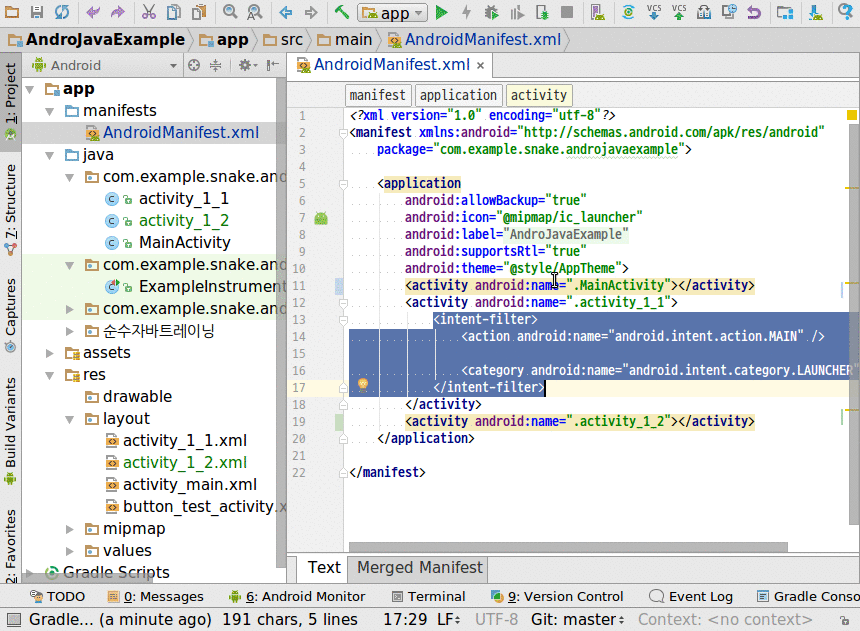 app
VCS
VCS
AndroJavaExample
app
src
main
AndroidManifest.xml
1: Project
7: Structure
Captures
Build Variants
2: Favorites
Android
app
manifests
AndroidManifest.xml
java
com.example.snake.and
activity_1_1
activity_1_2
MainActivity
com.example.snake.and
ExampleInstrument
com.example.snake.and
순수자바트레이닝
assets
res
drawable
layout
activity_1_1.xml
activity_1_2.xml
activity_main.xml
button_test_activity.x
mipmap
values
Gradle Scripts
AndroidManifest.xml ×
manifest application activity
1 <?xml version="1.0" encoding="utf-8"?>
2 <manifest xmlns:android="http://schemas.android.com/apk/res/android"
3 package="com.example.snake.androjavaexample">
4
5 <application
6 android:allowBackup="true"
7 android:icon="@mipmap/ic_launcher"
8 android:label="AndroJavaExample"
9 android:supportsRtl="true"
10 android:theme="@style/AppTheme">
11 <activity android:name=".MainActivity"></activity>
12 <activity android:name=".activity_1_1">
13 <intent-filter>
14 <action android:name="android.intent.action.MAIN" />
15
16 <category android:name="android.intent.category.LAUNCHER"
17 </intent-filter>
18 </activity>
19 <activity android:name=".activity_1_2"></activity>
20 </application>
21
22 </manifest>
Text Merged Manifest
TODO 0: Messages 6: Android Monitor Terminal 9: Version Control Event Log Gradle Conso
Gradle... (a minute ago) 191 chars, 5 lines 17:29 LF UTF-8 Git: master Context: <no context>